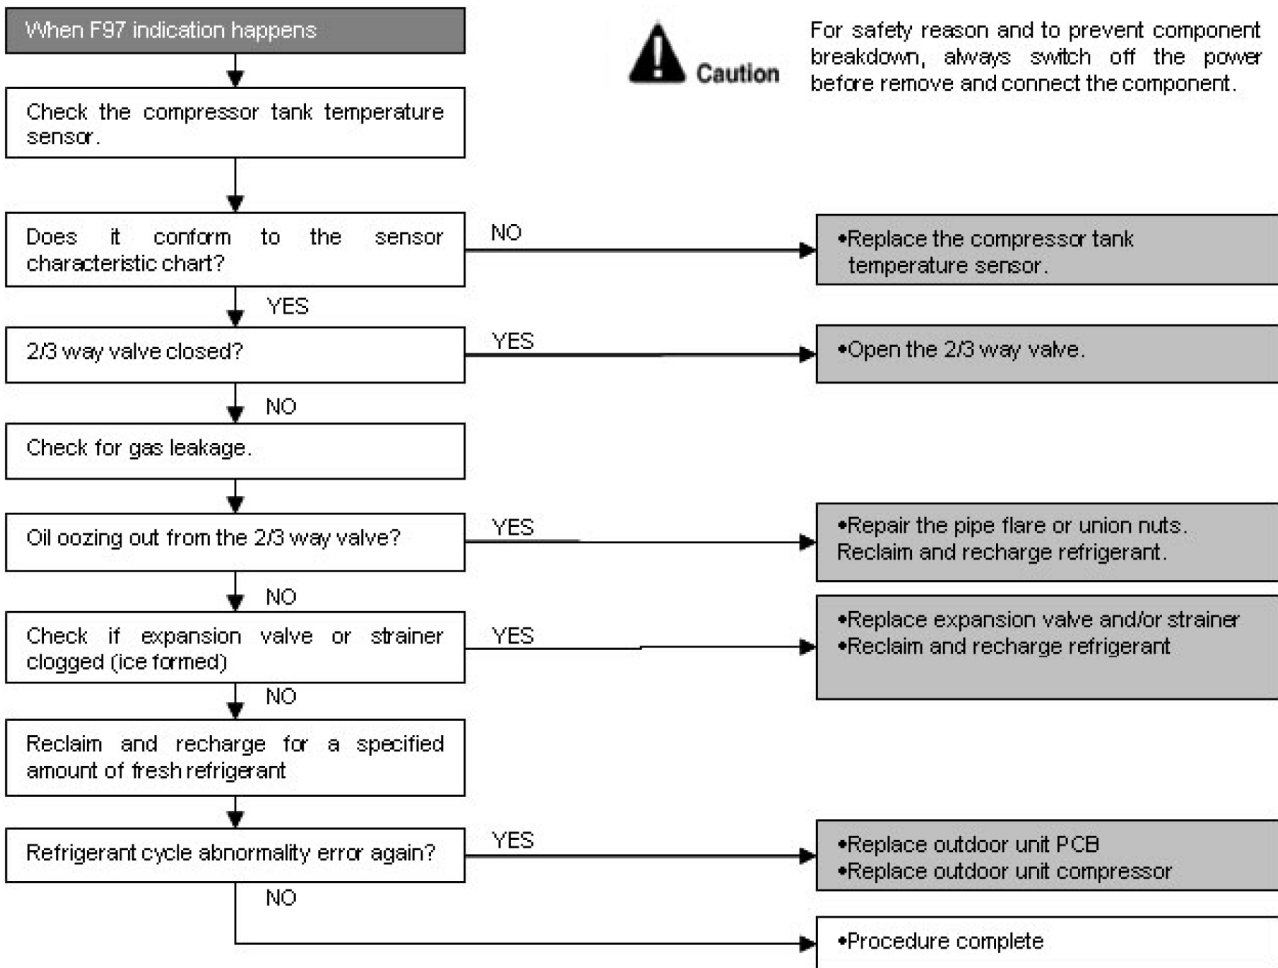 When F97 indication happens
Caution
For safety reason and to prevent component
breakdown, always switch off the power
before remove and connect the component.
Check the compressor tank temperature
sensor.
Does it conform to the sensor
characteristic chart?
NO
•Replace the compressor tank
temperature sensor.
YES
2/3 way valve closed?
YES
•Open the 2/3 way valve.
NO
Check for gas leakage.
Oil oozing out from the 2/3 way valve?
YES
•Repair the pipe flare or union nuts.
Reclaim and recharge refrigerant.
NO
Check if expansion valve or strainer
clogged (ice formed)
YES
•Replace expansion valve and/or strainer
•Reclaim and recharge refrigerant
NO
Reclaim and recharge for a specified
amount of fresh refrigerant
Refrigerant cycle abnormality error again?
YES
•Replace outdoor unit PCB
•Replace outdoor unit compressor
NO
•Procedure complete